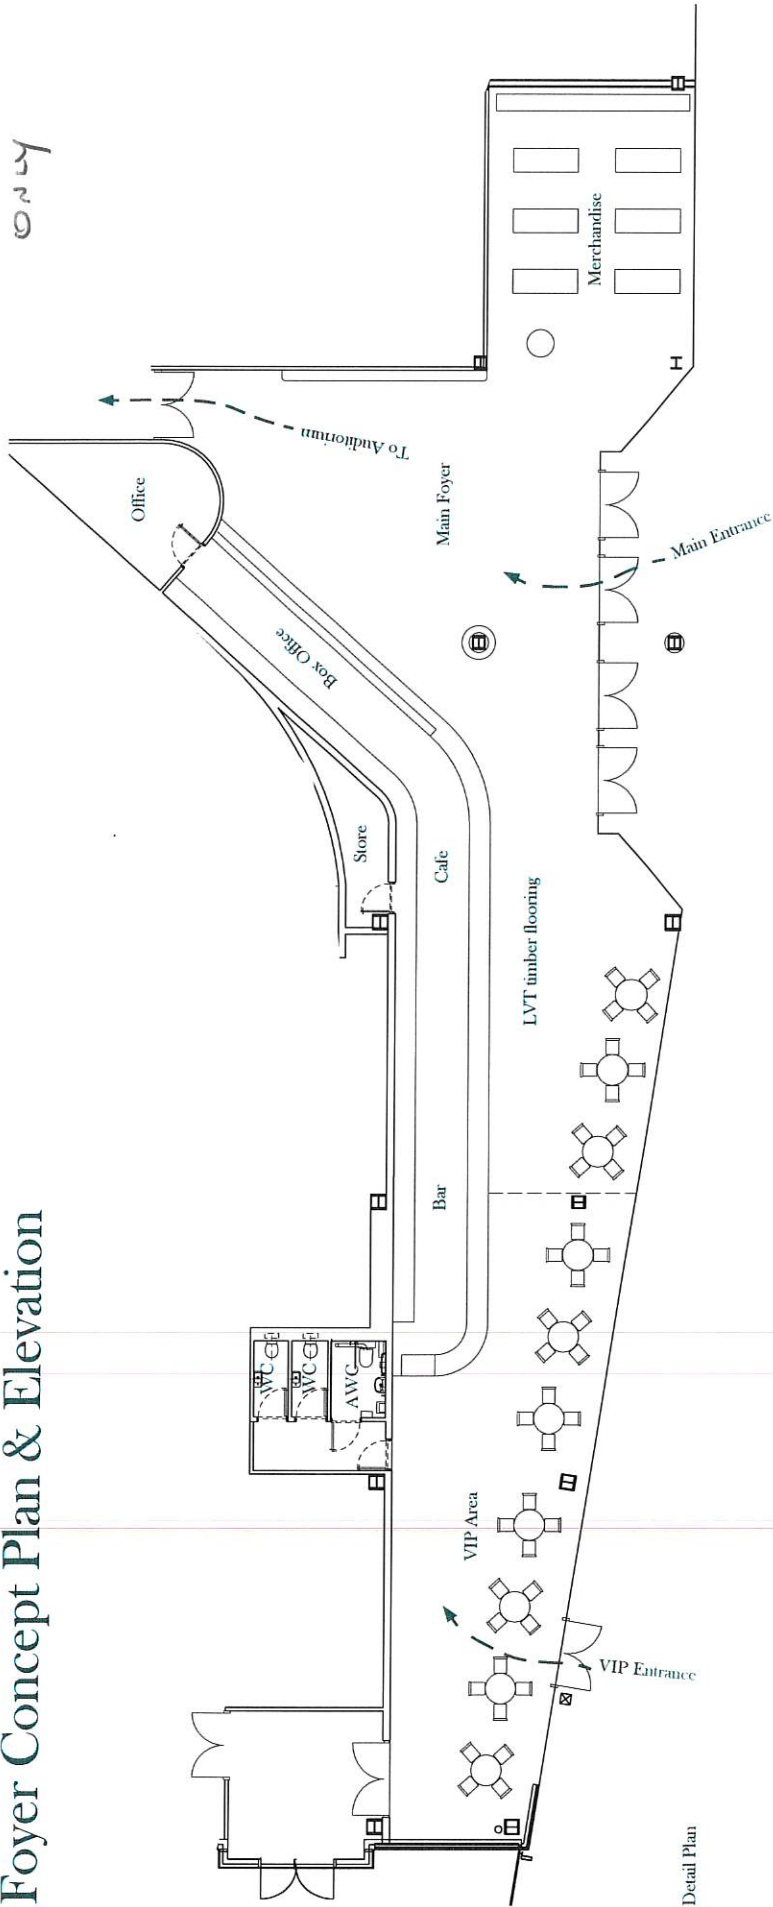 Foyer Concept Plan & Elevation
Office
To Auditorium
Merchandise
Main Foyer
Main Entrance
Box Office
Store
Cafe
LVT timber flooring
Bar
WC
WC
AWC
VIP Area
VIP Entrance
Detail Plan